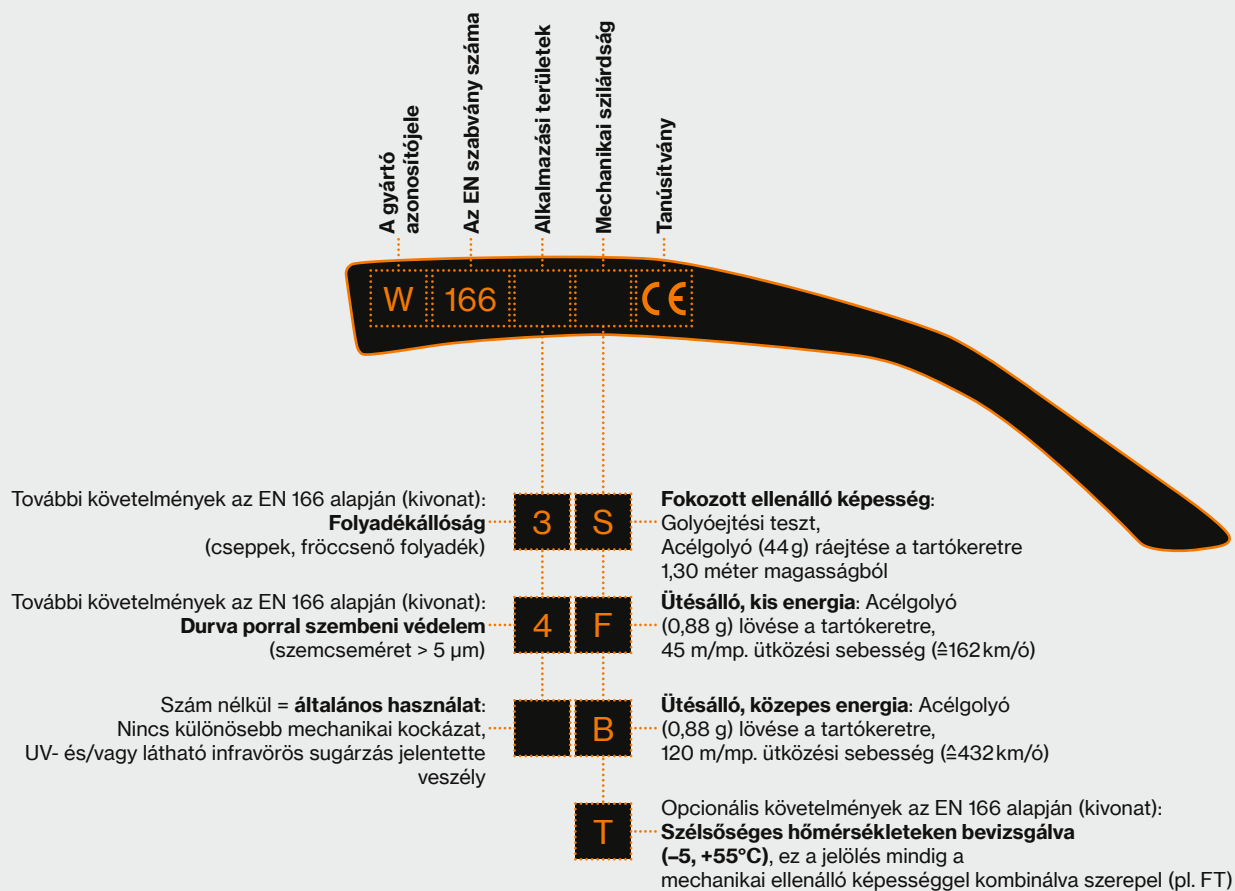 A gyártó
azonosítójele
Az EN szabvány száma
Alkalmazási területek
Mechanikai szilárdság
Tanúsítvány
W 166 CE
További követelmények az EN 166 alapján (kivonat):
Folyadékállóság
(cseppek, fröccsenő folyadék)
3 S
Fokozott ellenálló képesség:
Golyóejtési teszt,
Acélgolyó (44 g) ráejtése a tartókeretre
1,30 méter magasságból
További követelmények az EN 166 alapján (kivonat):
Durva porral szembeni védelem
(szemcseméret > 5 µm)
4 F
Ütésálló, kis energia: Acélgolyó
(0,88 g) lövése a tartókeretre,
45 m/mp. ütközési sebesség (≙162 km/ó)
Szám nélkül = általános használat:
Nincs különösebb mechanikai kockázat,
UV- és/vagy látható infravörös sugárzás jelentette
veszély
B
Ütésálló, közepes energia: Acélgolyó
(0,88 g) lövése a tartókeretre,
120 m/mp. ütközési sebesség (≙432 km/ó)
T
Opcionális követelmények az EN 166 alapján (kivonat):
Szélsőséges hőmérsékleteken bevizsgálva
(–5, +55°C), ez a jelölés mindig a
mechanikai ellenálló képességgel kombinálva szerepel (pl. FT)